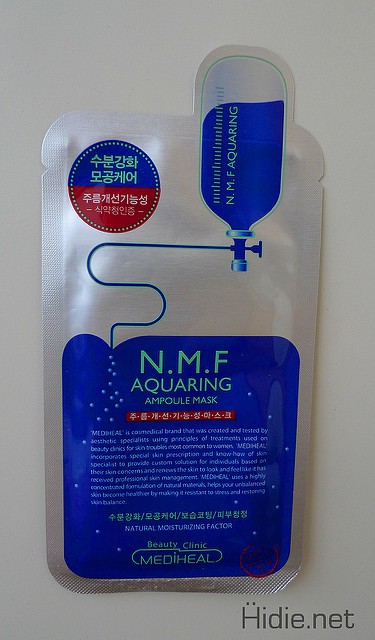 N.M.F AQUARING
수분강화
모공케어
주름개선기능성
- 식약청인증 -
N.M.F
AQUARING
AMPOULE MASK
주·름·개·선·기·능·성·마·스·크
'MEDIHEAL' is cosmedical brand that was created and tested by
aesthetic specialists using principles of treatments used on
beauty clinics for skin troubles most common to women. 'MEDIHEAL'
incorporates special skin prescription and know-how of skin
specialist to provide custom solution for individuals based on
their skin concerns and renews the skin to look and feel like it has
received professional skin management. 'MEDIHEAL' uses a highly
concentrated formulation of natural materials, helps your unbalanced
skin become healthier by making it resistant to stress and restoring
skin balance.
수분강화/모공케어/보습코팅/피부청정
NATURAL MOISTURIZING FACTOR
Beauty Clinic
MEDIHEAL
Hidie.net